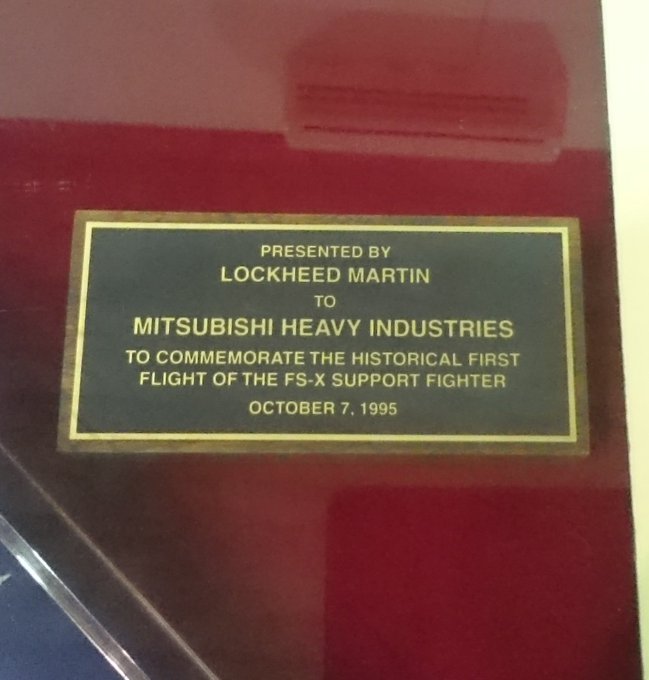 PRESENTED BY
LOCKHEED MARTIN
TO
MITSUBISHI HEAVY INDUSTRIES
TO COMMEMORATE THE HISTORICAL FIRST
FLIGHT OF THE FS-X SUPPORT FIGHTER
OCTOBER 7, 1995